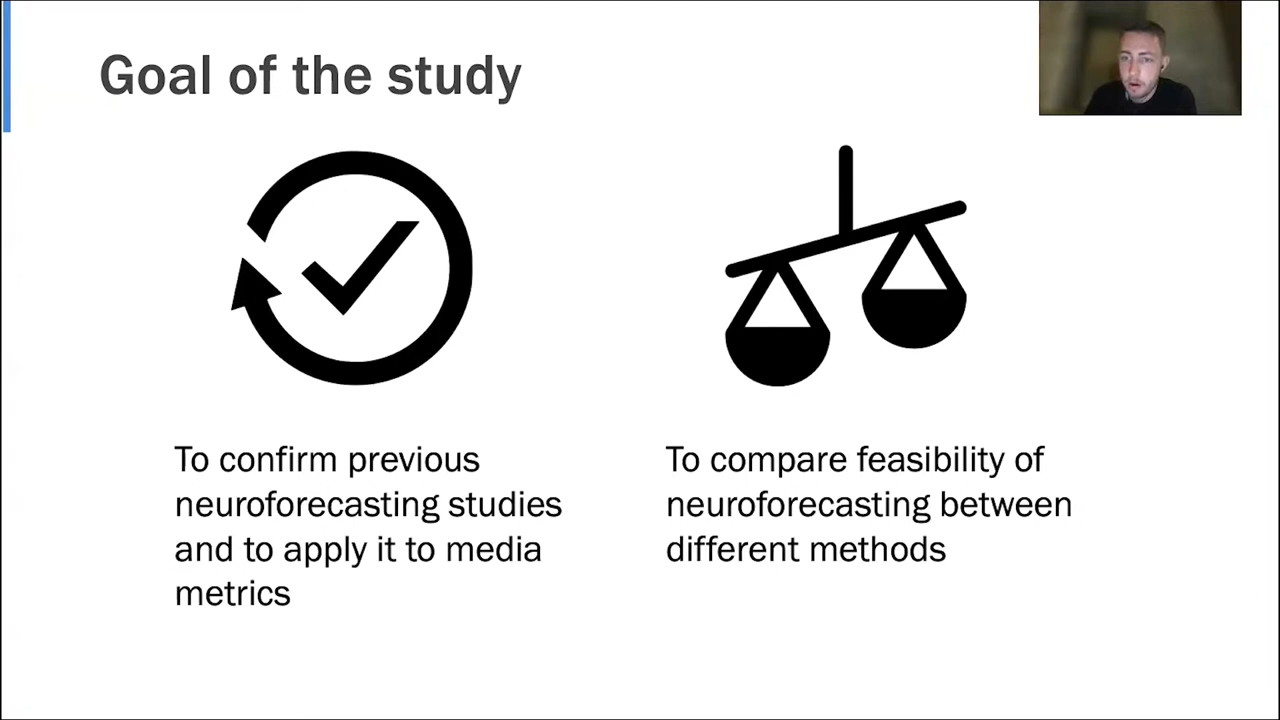 Goal of the study
To confirm previous
neuroforecasting studies
and to apply it to media
metrics
To compare feasibility of
neuroforecasting between
different methods